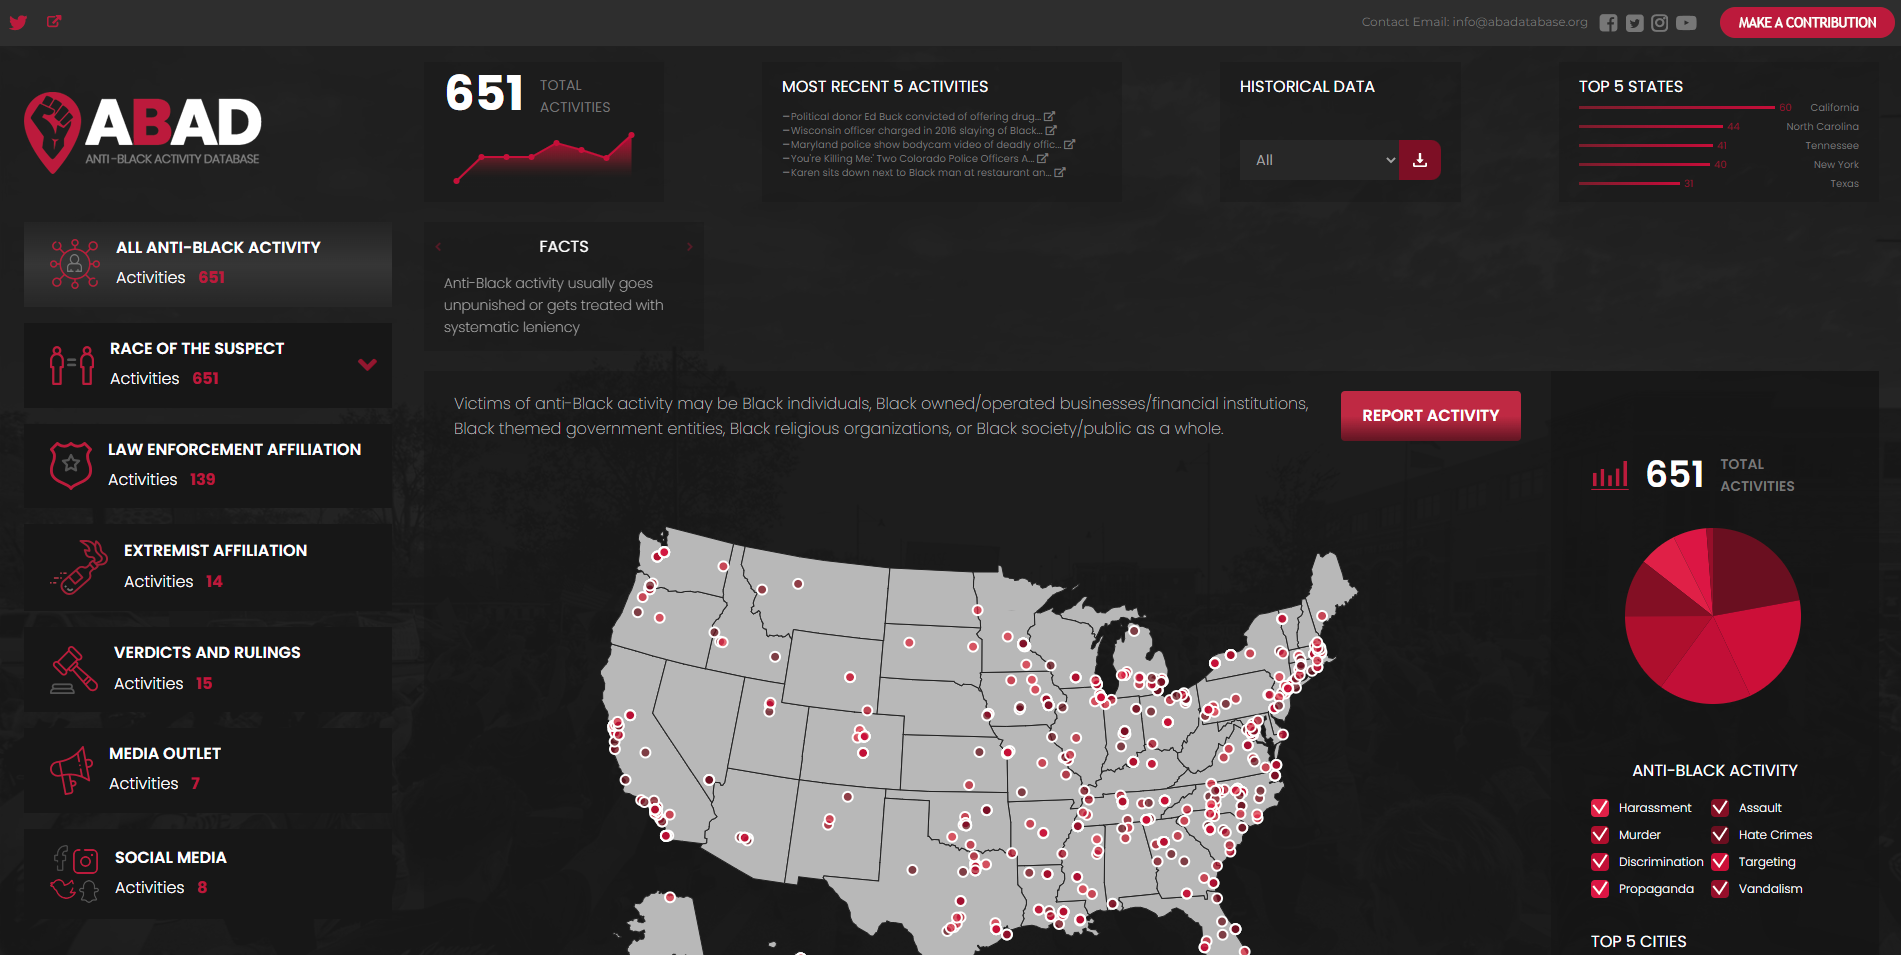 Contact Email: info@abadatabase.org
MAKE A CONTRIBUTION
ABAD
ANTI-BLACK ACTIVITY DATABASE
651 TOTAL
ACTIVITIES
MOST RECENT 5 ACTIVITIES
–Political donor Ed Buck convicted of offering drug...
–Wisconsin officer charged in 2016 slaying of Black...
–Maryland police show bodycam video of deadly offic...
–You're Killing Me:' Two Colorado Police Officers A...
–Karen sits down next to Black man at restaurant an...
HISTORICAL DATA
All
TOP 5 STATES
60 California
44 North Carolina
41 Tennessee
40 New York
31 Texas
ALL ANTI-BLACK ACTIVITY
Activities 651
RACE OF THE SUSPECT
Activities 651
LAW ENFORCEMENT AFFILIATION
Activities 139
EXTREMIST AFFILIATION
Activities 14
VERDICTS AND RULINGS
Activities 15
MEDIA OUTLET
Activities 7
SOCIAL MEDIA
Activities 8
FACTS
Anti-Black activity usually goes
unpunished or gets treated with
systematic leniency
Victims of anti-Black activity may be Black individuals, Black owned/operated businesses/financial institutions,
Black themed government entities, Black religious organizations, or Black society/public as a whole.
REPORT ACTIVITY
651 TOTAL
ACTIVITIES
ANTI-BLACK ACTIVITY
Harassment Assault
Murder Hate Crimes
Discrimination Targeting
Propaganda Vandalism
TOP 5 CITIES